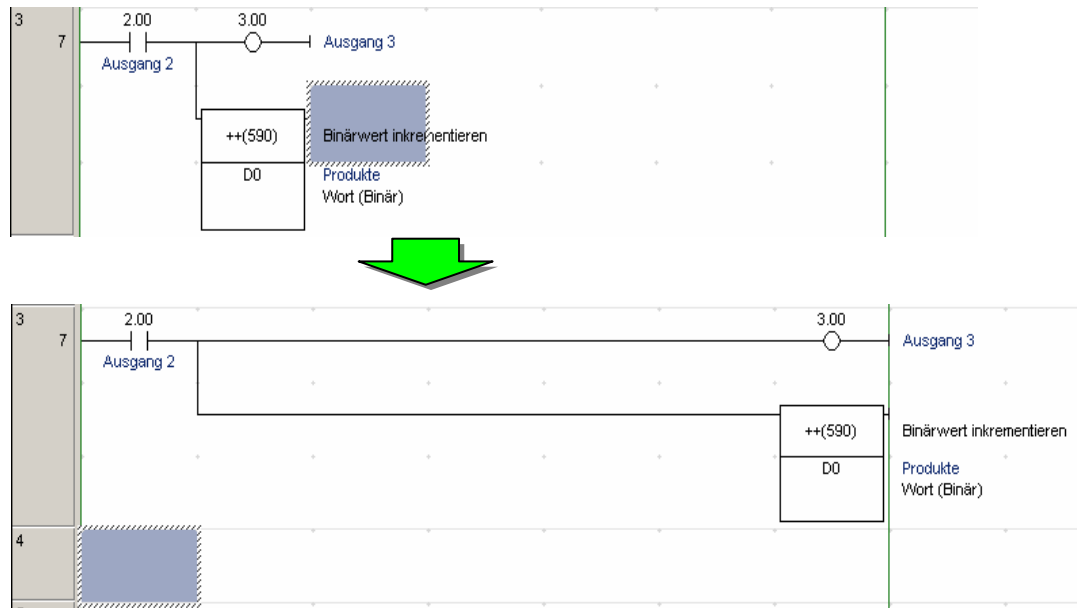 3
7
2.00
3.00
Ausgang 3
Ausgang 2
++(590)
Binärwert inkrementieren
D0
Produkte
Wort (Binär)
3
7
2.00
3.00
Ausgang 3
Ausgang 2
++(590)
Binärwert inkrementieren
D0
Produkte
Wort (Binär)
4